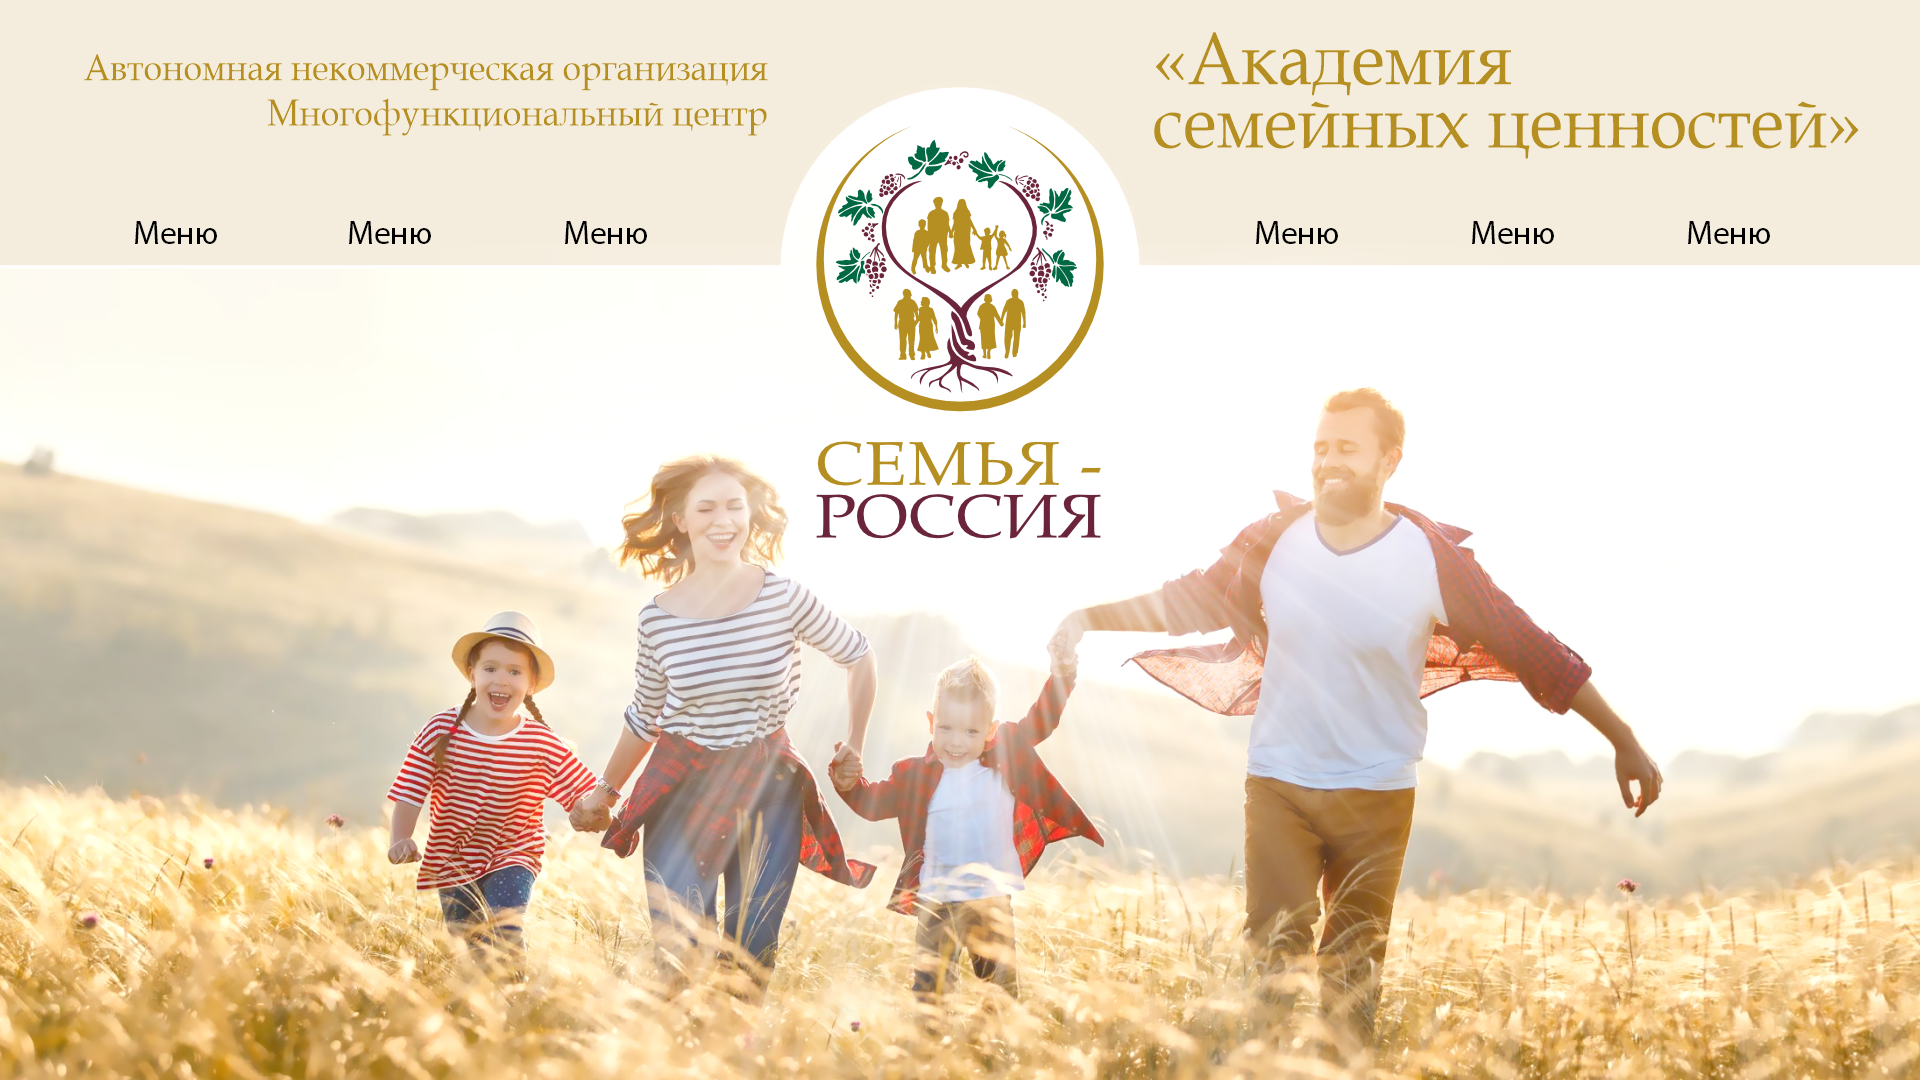 Автономная некоммерческая организация
Многофункциональный центр
«Академия
семейных ценностей»
Меню
Меню
Меню
Меню
Меню
Меню
СЕМЬЯ -
РОССИЯ